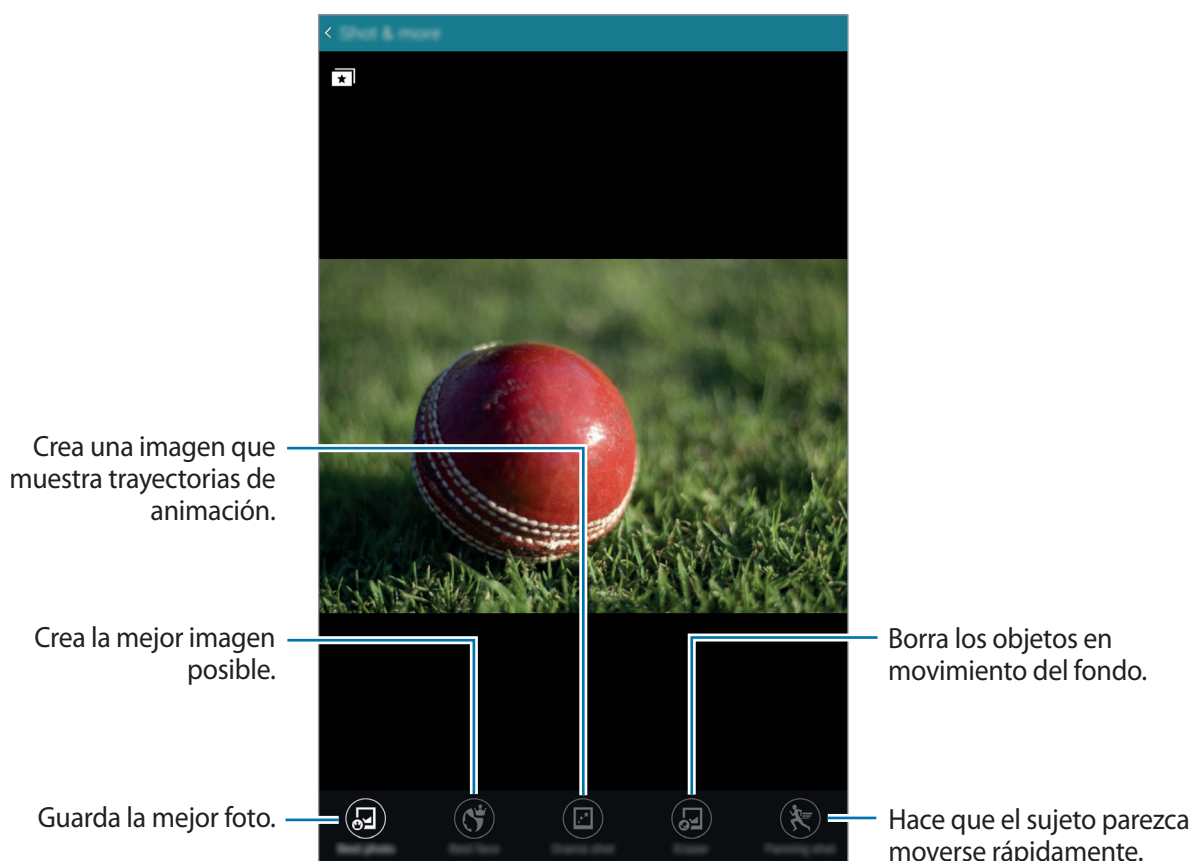 Shot & more
Crea una imagen que
muestra trayectorias de
animación.
Crea la mejor imagen
posible.
Guarda la mejor foto.
Borra los objetos en
movimiento del fondo.
Hace que el sujeto parezca
moverse rápidamente.
Best photo
Best face
Drama shot
Eraser
Panning shot